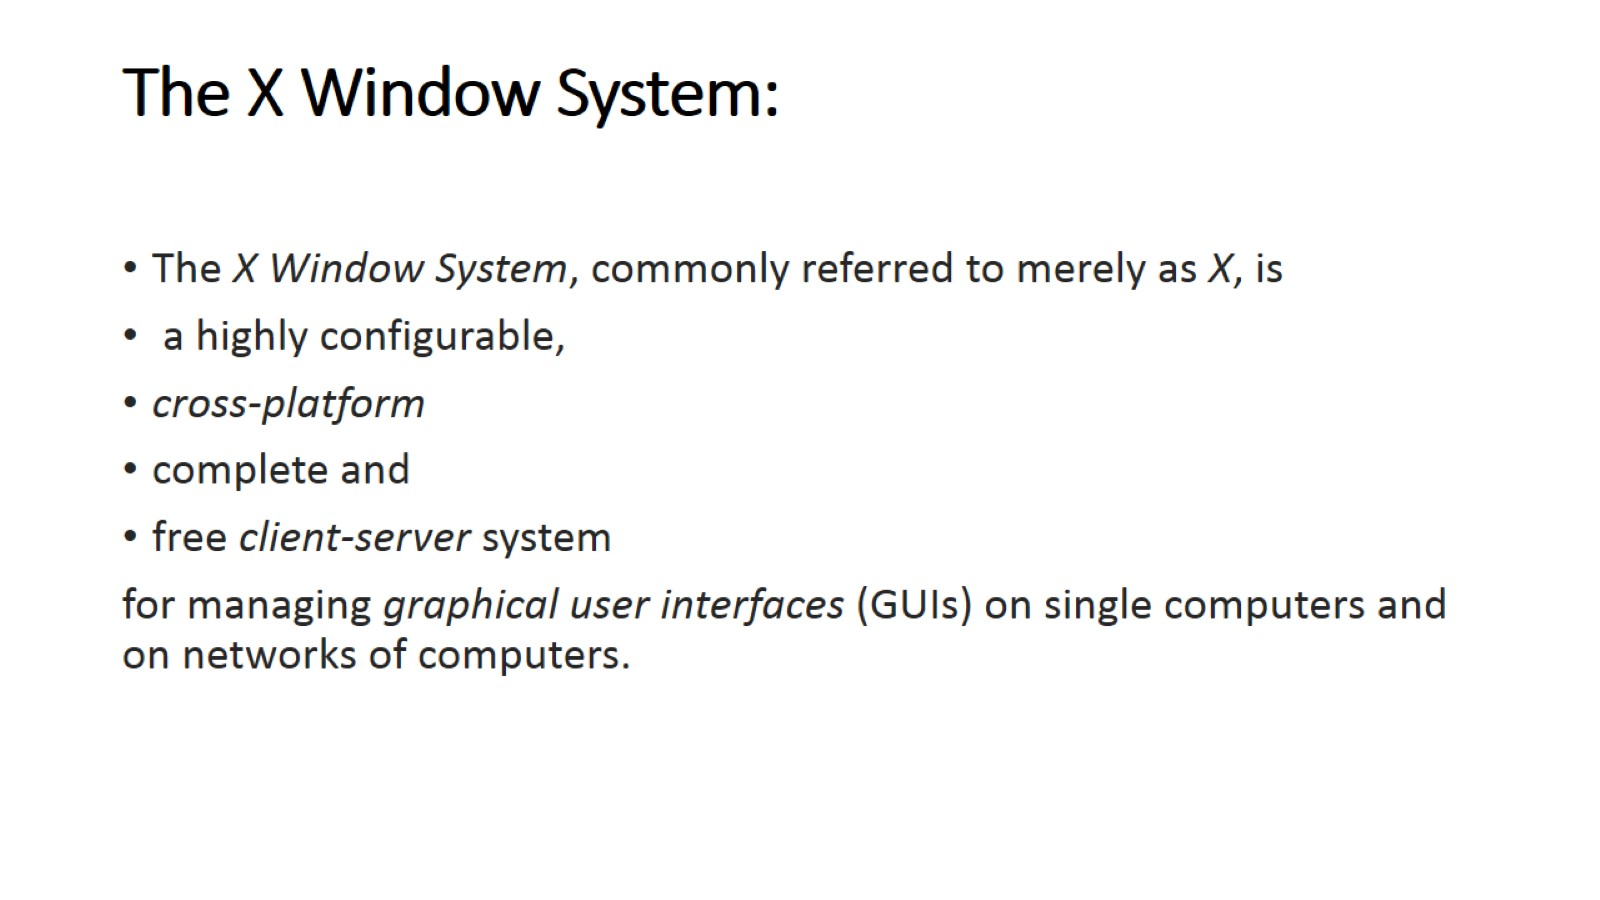 The X Window System:
• The X Window System, commonly referred to merely as X, is
• a highly configurable,
• cross-platform
• complete and
• free client-server system
for managing graphical user interfaces (GUIs) on single computers and
on networks of computers.